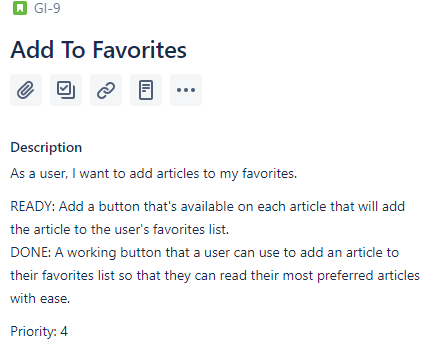 GI-9
Add To Favorites
Description
As a user, I want to add articles to my favorites.
READY: Add a button that's available on each article that will add
the article to the user's favorites list.
DONE: A working button that a user can use to add an article to
their favorites list so that they can read their most preferred articles
with ease.
Priority: 4